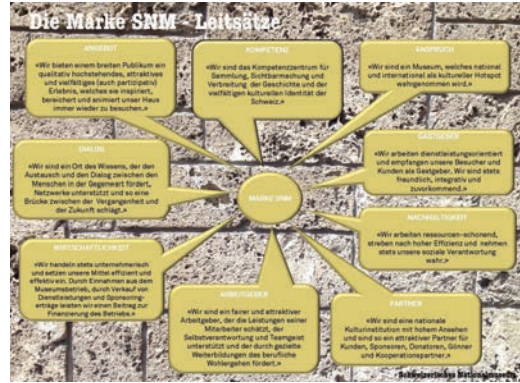 Die Marke SNM - Leitsätze
ANGEBOT
«Wir bieten einem breiten Publikum ein
qualitativ hochstehendes, attraktives
und vielfältiges (auch partizipativ)
Erlebnis, welches sie inspiriert,
bereichert und animiert unser Haus
immer wieder zu besuchen.»
KOMPETENZ
«Wir sind das Kompetenzzentrum für
Sammlung, Sichtbarmachung und
Verbreitung der Geschichte und der
vielfältigen kulturellen Identität der
Schweiz.»
ANSPRUCH
«Wir sind ein Museum, welches national
und international als kultureller Hotspot
wahrgenommen wird.»
DIALOG
«Wir sind ein Ort des Wissens, der den
Austausch und den Dialog zwischen den
Menschen in der Gegenwart fördert,
Netzwerke unterstützt und so eine
Brücke zwischen der Vergangenheit und
der Zukunft schlägt.»
MARKE SNM
GASTGEBER
«Wir arbeiten dienstleistungsorientiert
und empfangen unsere Besucher und
Kunden als Gastgeber. Wir sind stets
freundlich, integrativ und
zuvorkommend.»
NACHHALTIGKEIT
«Wir arbeiten ressourcen-schonend,
streben nach hoher Effizienz und nehmen
stets unsere soziale Verantwortung
wahr.»
WIRTSCHAFTLICHKEIT
«Wir handeln stets unternehmerisch
und setzen unsere Mittel effizient und
effektiv ein. Durch Einnahmen aus dem
Museumsbetrieb, durch Verkauf von
Dienstleistungen und Sponsoring-
erträge leisten wir einen Beitrag zur
Finanzierung des Betriebs.»
ARBEITGEBER
«Wir sind ein fairer und attraktiver
Arbeitgeber, der die Leistungen seiner
Mitarbeiter schätzt, der
Selbstverantwortung und Teamgeist
unterstützt und der durch gezielte
Weiterbildungen das berufliche
Wohlergehen fördert.»
PARTNER
«Wir sind eine nationale
Kulturinstitution mit hohem Ansehen
und sind so ein attraktiver Partner für
Kunden, Sponsoren, Donatoren, Gönner
und Kooperationspartner.»
Schweizerisches Nationalmuseum